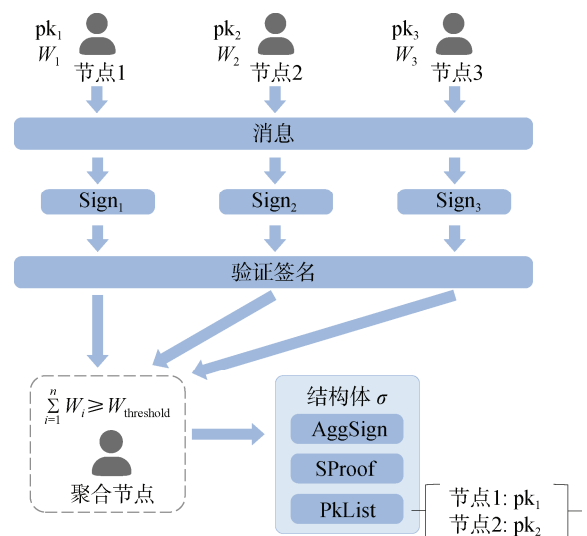 pk₁
W₁
节点1
pk₂
W₂
节点2
pk₃
W₃
节点3
消息
Sign₁
Sign₂
Sign₃
验证签名
∑ᵢ₌₁ⁿ Wᵢ ⩾ W_threshold
聚合节点
结构体 σ
AggSign
SProof
PkList
节点1: pk₁
节点2: pk₂